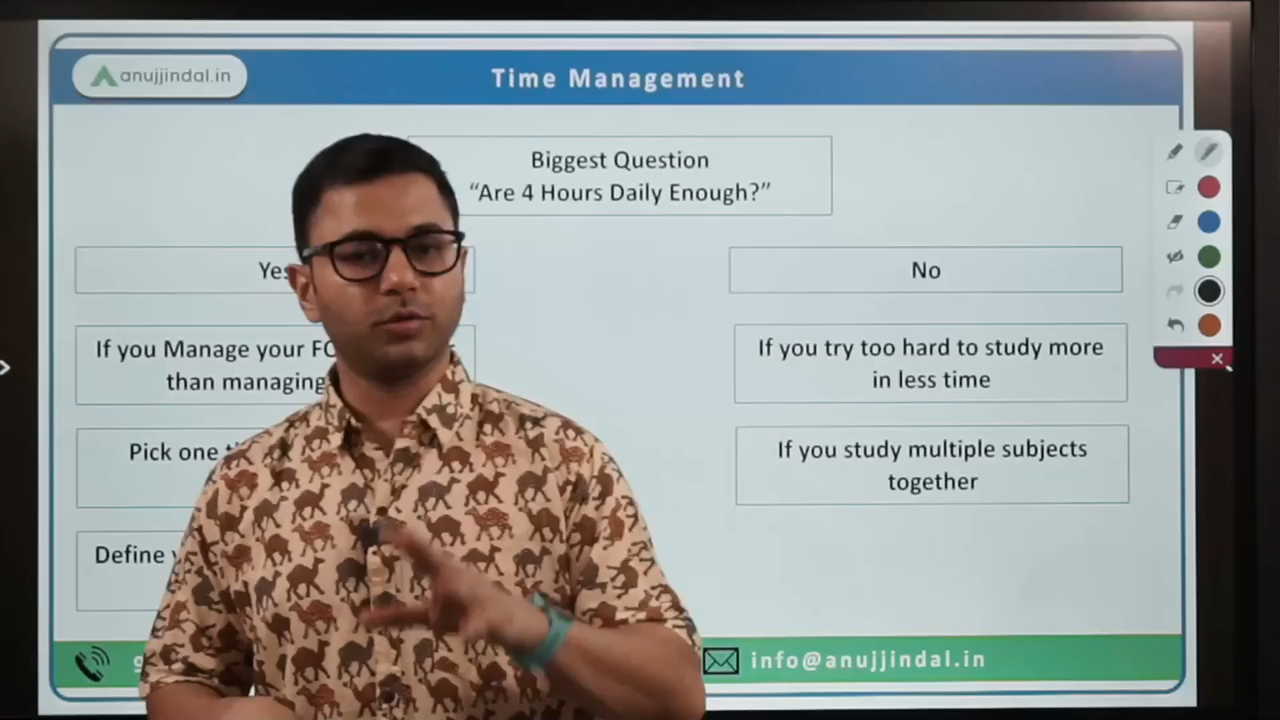 anujjindal.in
Time Management
Biggest Question
“Are 4 Hours Daily Enough?”
No
If you Manage your
than managing
Pick one
Define
If you try too hard to study more
in less time
If you study multiple subjects
together
info@anujjindal.in